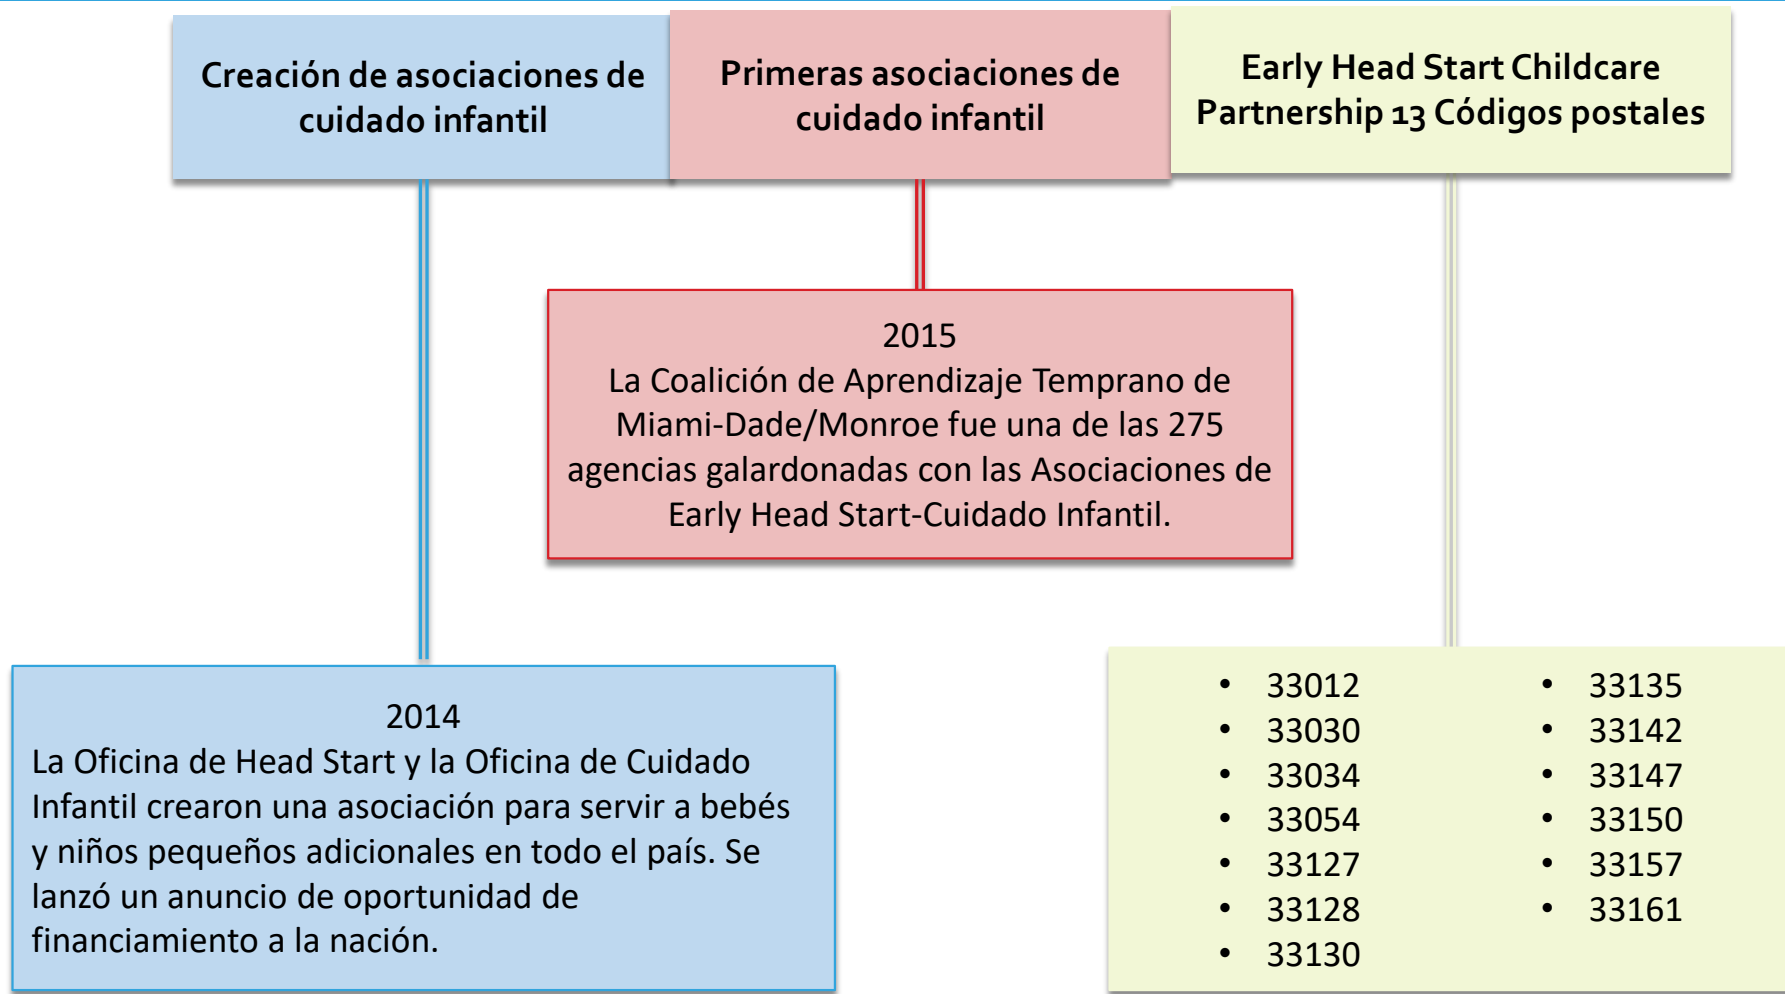 Creación de asociaciones de
cuidado infantil
Primeras asociaciones de
cuidado infantil
Early Head Start Childcare
Partnership 13 Códigos postales
2015
La Coalición de Aprendizaje Temprano de
Miami-Dade/Monroe fue una de las 275
agencias galardonadas con las Asociaciones de
Early Head Start-Cuidado Infantil.
2014
La Oficina de Head Start y la Oficina de Cuidado
Infantil crearon una asociación para servir a bebés
y niños pequeños adicionales en todo el país. Se
lanzó un anuncio de oportunidad de
financiamiento a la nación.
• 33012
• 33030
• 33034
• 33054
• 33127
• 33128
• 33130
• 33135
• 33142
• 33147
• 33150
• 33157
• 33161